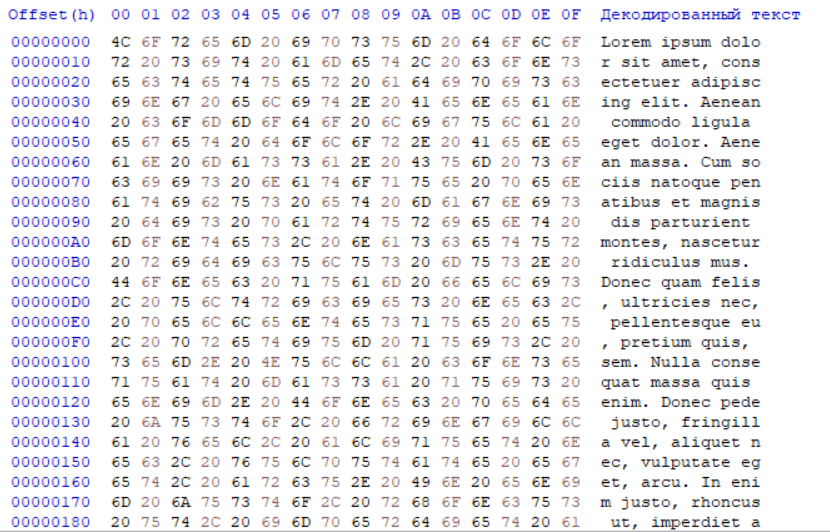 Offset(h) 00 01 02 03 04 05 06 07 08 09 0A 0B 0C 0D 0E 0F Декодированный текст
00000000 4C 6F 72 65 6D 20 69 70 73 75 6D 20 64 6F 6C 6F Lorem ipsum dolo
00000010 72 20 73 69 74 20 61 6D 65 74 2C 20 63 6F 6E 73 r sit amet, cons
00000020 65 63 74 65 74 75 65 72 20 61 64 69 70 69 73 63 ectetuer adipisc
00000030 69 6E 67 20 65 6C 69 74 2E 20 41 65 6E 65 61 6E ing elit. Aenean
00000040 20 63 6F 6D 6D 6F 64 6F 20 6C 69 67 75 6C 61 20 commodo ligula
00000050 65 67 65 74 20 64 6F 6C 6F 72 2E 20 41 65 6E 65 eget dolor. Aene
00000060 61 6E 20 6D 61 73 73 61 2E 20 43 75 6D 20 73 6F an massa. Cum so
00000070 63 69 69 73 20 6E 61 74 6F 71 75 65 20 70 65 6E ciis natoque pen
00000080 61 74 69 62 75 73 20 65 74 20 6D 61 67 6E 69 73 atibus et magnis
00000090 20 64 69 73 20 70 61 72 74 75 72 69 65 6E 74 20 dis parturient
000000A0 6D 6F 6E 74 65 73 2C 20 6E 61 73 63 65 74 75 72 montes, nascetur
000000B0 20 72 69 64 69 63 75 6C 75 73 20 6D 75 73 2E 20 ridiculus mus.
000000C0 44 6F 6E 65 63 20 71 75 61 6D 20 66 65 6C 69 73 Donec quam felis
000000D0 2C 20 75 6C 74 72 69 63 69 65 73 20 6E 65 63 2C , ultricies nec,
000000E0 20 70 65 6C 6C 65 6E 74 65 73 71 75 65 20 65 75 pellentesque eu
000000F0 2C 20 70 72 65 74 69 75 6D 20 71 75 69 73 2C 20 , pretium quis,
00000100 73 65 6D 2E 20 4E 75 6C 6C 61 20 63 6F 6E 73 65 sem. Nulla conse
00000110 71 75 61 74 20 6D 61 73 73 61 20 71 75 69 73 20 quat massa quis
00000120 65 6E 69 6D 2E 20 44 6F 6E 65 63 20 70 65 64 65 enim. Donec pede
00000130 20 6A 75 73 74 6F 2C 20 66 72 69 6E 67 69 6C 6C justo, fringill
00000140 61 20 76 65 6C 2C 20 61 6C 69 71 75 65 74 20 6E a vel, aliquet n
00000150 65 63 2C 20 76 75 6C 70 75 74 61 74 65 20 65 67 ec, vulputate eg
00000160 65 74 2C 20 61 72 63 75 2E 20 49 6E 20 65 6E 69 et, arcu. In eni
00000170 6D 20 6A 75 73 74 6F 2C 20 72 68 6F 6E 63 75 73 m justo, rhoncus
00000180 20 75 74 2C 20 69 6D 70 65 72 64 69 65 74 20 61 ut, imperdiet a